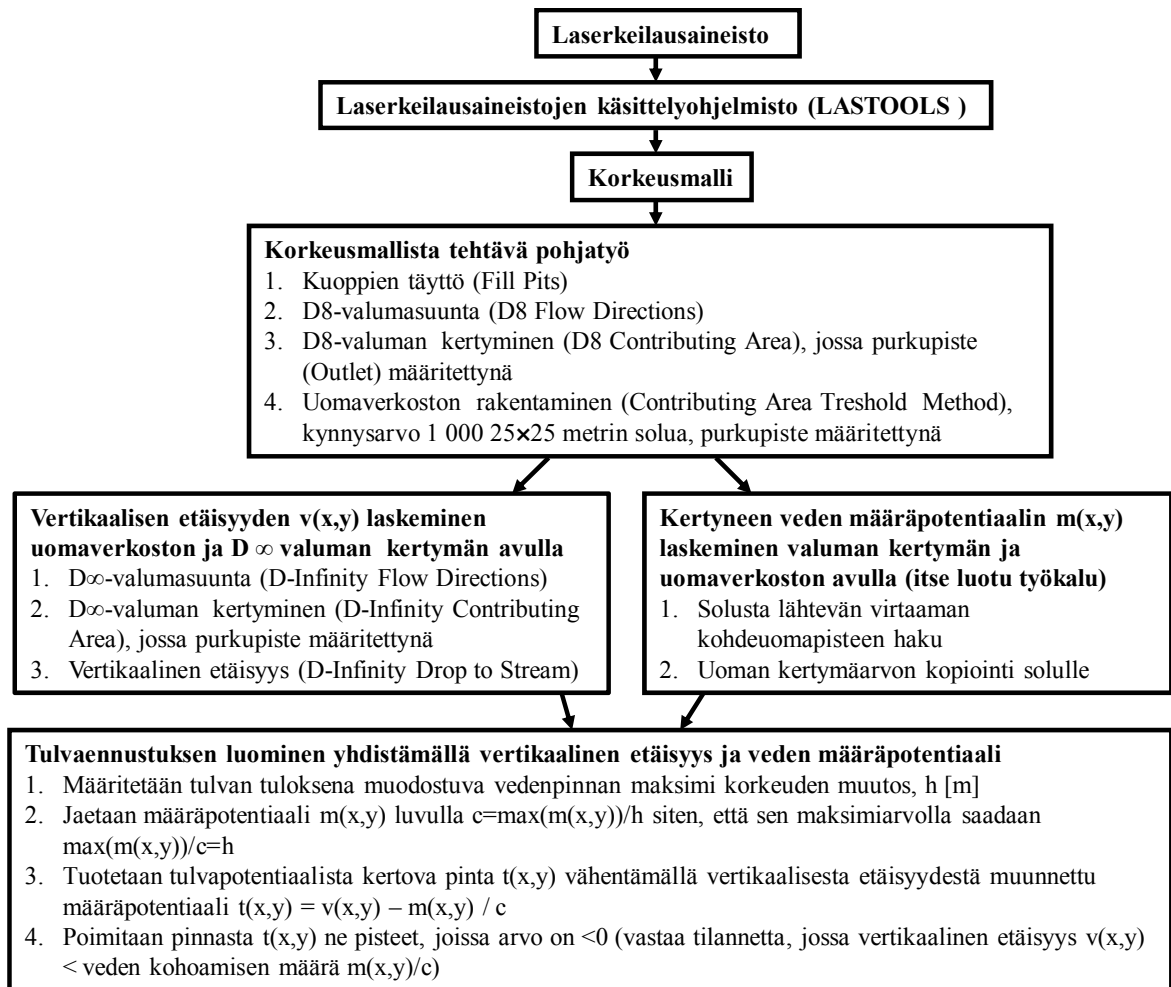 Laserkeilausaineisto
Laserkeilausaineistojen käsittelyohjelmisto (LASTOOLS )
Korkeusmalli
Korkeusmallista tehtävä pohjatyö
1. Kuoppien täyttö (Fill Pits)
2. D8-valumasuunta (D8 Flow Directions)
3. D8-valuman kertyminen (D8 Contributing Area), jossa purkupiste
(Outlet) määritettynä
4. Uomaverkoston rakentaminen (Contributing Area Treshold Method),
kynnysarvo 1 000 25×25 metrin solua, purkupiste määritettynä
Vertikaalisen etäisyyden v(x,y) laskeminen
uomaverkoston ja D ∞ valuman kertymän avulla
1. D∞-valumasuunta (D-Infinity Flow Directions)
2. D∞-valuman kertyminen (D-Infinity Contributing
Area), jossa purkupiste määritettynä
3. Vertikaalinen etäisyys (D-Infinity Drop to Stream)
Kertyneen veden määräpotentiaalin m(x,y)
laskeminen valuman kertymän ja
uomaverkoston avulla (itse luotu työkalu)
1. Solusta lähtevän virtaaman
kohdeuomapisteen haku
2. Uoman kertymäarvon kopiointi solulle
Tulvaennustuksen luominen yhdistämällä vertikaalinen etäisyys ja veden määräpotentiaali
1. Määritetään tulvan tuloksena muodostuva vedenpinnan maksimi korkeuden muutos, h [m]
2. Jaetaan määräpotentiaali m(x,y) luvulla c=max(m(x,y))/h siten, että sen maksimiarvolla saadaan
max(m(x,y))/c=h
3. Tuotetaan tulvapotentiaalista kertova pinta t(x,y) vähentämällä vertikaalisesta etäisyydestä muunnettu
määräpotentiaali t(x,y) = v(x,y) – m(x,y) / c
4. Poimitaan pinnasta t(x,y) ne pisteet, joissa arvo on <0 (vastaa tilannetta, jossa vertikaalinen etäisyys v(x,y)
< veden kohoamisen määrä m(x,y)/c)